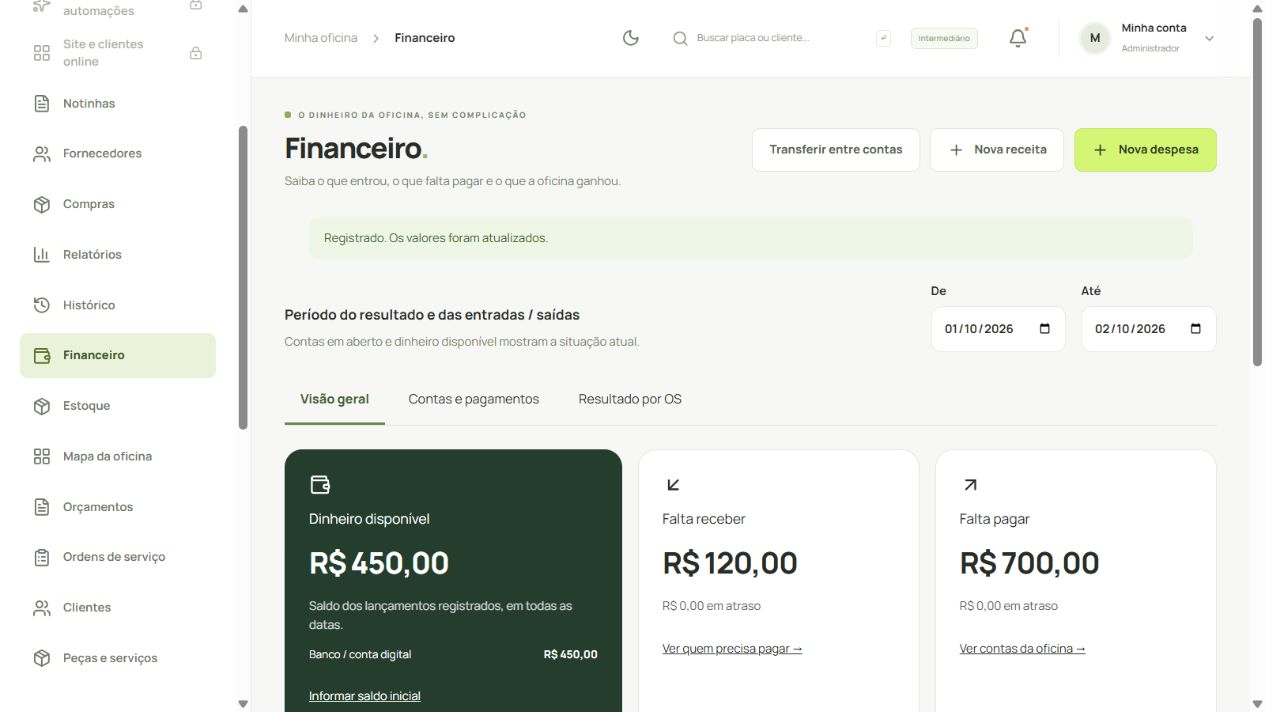 automações
Site e clientes
online
Notinhas
Fornecedores
Compras
Relatórios
Histórico
Financeiro
Estoque
Mapa da oficina
Orçamentos
Ordens de serviço
Clientes
Peças e serviços
Minha oficina > Financeiro
Buscar placa ou cliente...
Intermediário
M
Minha conta
Administrador
O DINHEIRO DA OFICINA, SEM COMPLICAÇÃO
Financeiro.
Saiba o que entrou, o que falta pagar e o que a oficina ganhou.
Transferir entre contas
+ Nova receita
+ Nova despesa
Registrado. Os valores foram atualizados.
Período do resultado e das entradas / saídas
Contas em aberto e dinheiro disponível mostram a situação atual.
De
01/10/2026
Até
02/10/2026
Visão geral
Contas e pagamentos
Resultado por OS
Dinheiro disponível
R$ 450,00
Saldo dos lançamentos registrados, em todas as
datas.
Banco / conta digital R$ 450,00
Informar saldo inicial
Falta receber
R$ 120,00
R$ 0,00 em atraso
Ver quem precisa pagar →
Falta pagar
R$ 700,00
R$ 0,00 em atraso
Ver contas da oficina →